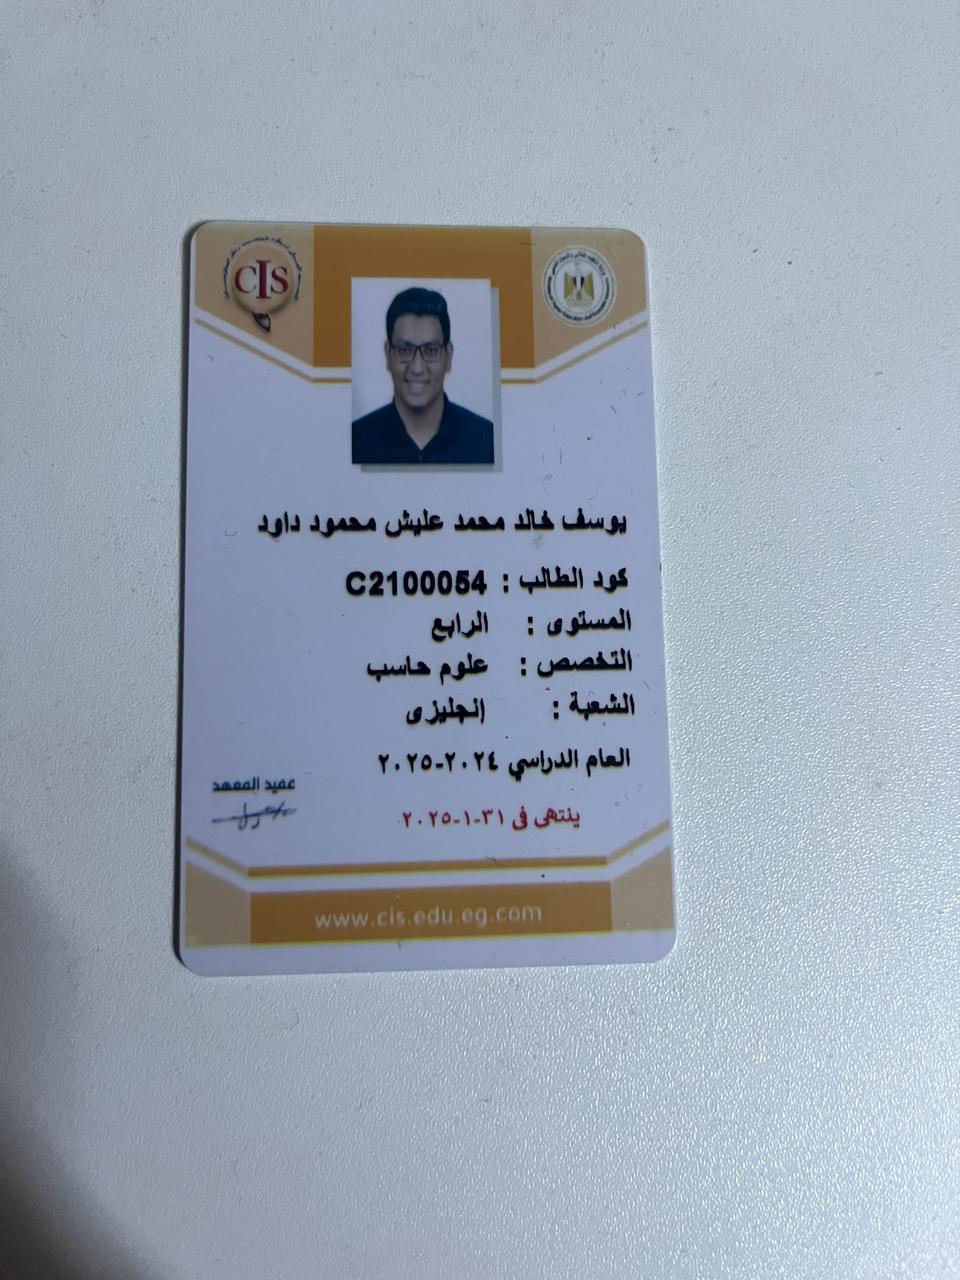 CIS
يوسف خالد محمد عليش محمود داود
كود الطالب : C2100054
المستوى : الرابع
التخصص : علوم حاسب
الشعبة : إنجليزى
العام الدراسي ٢٠٢٤-٢٠٢٥
عميد المعهد
ينتهى فى ٣١-١-٢٠٢٥
www.cis.edu.eg.com